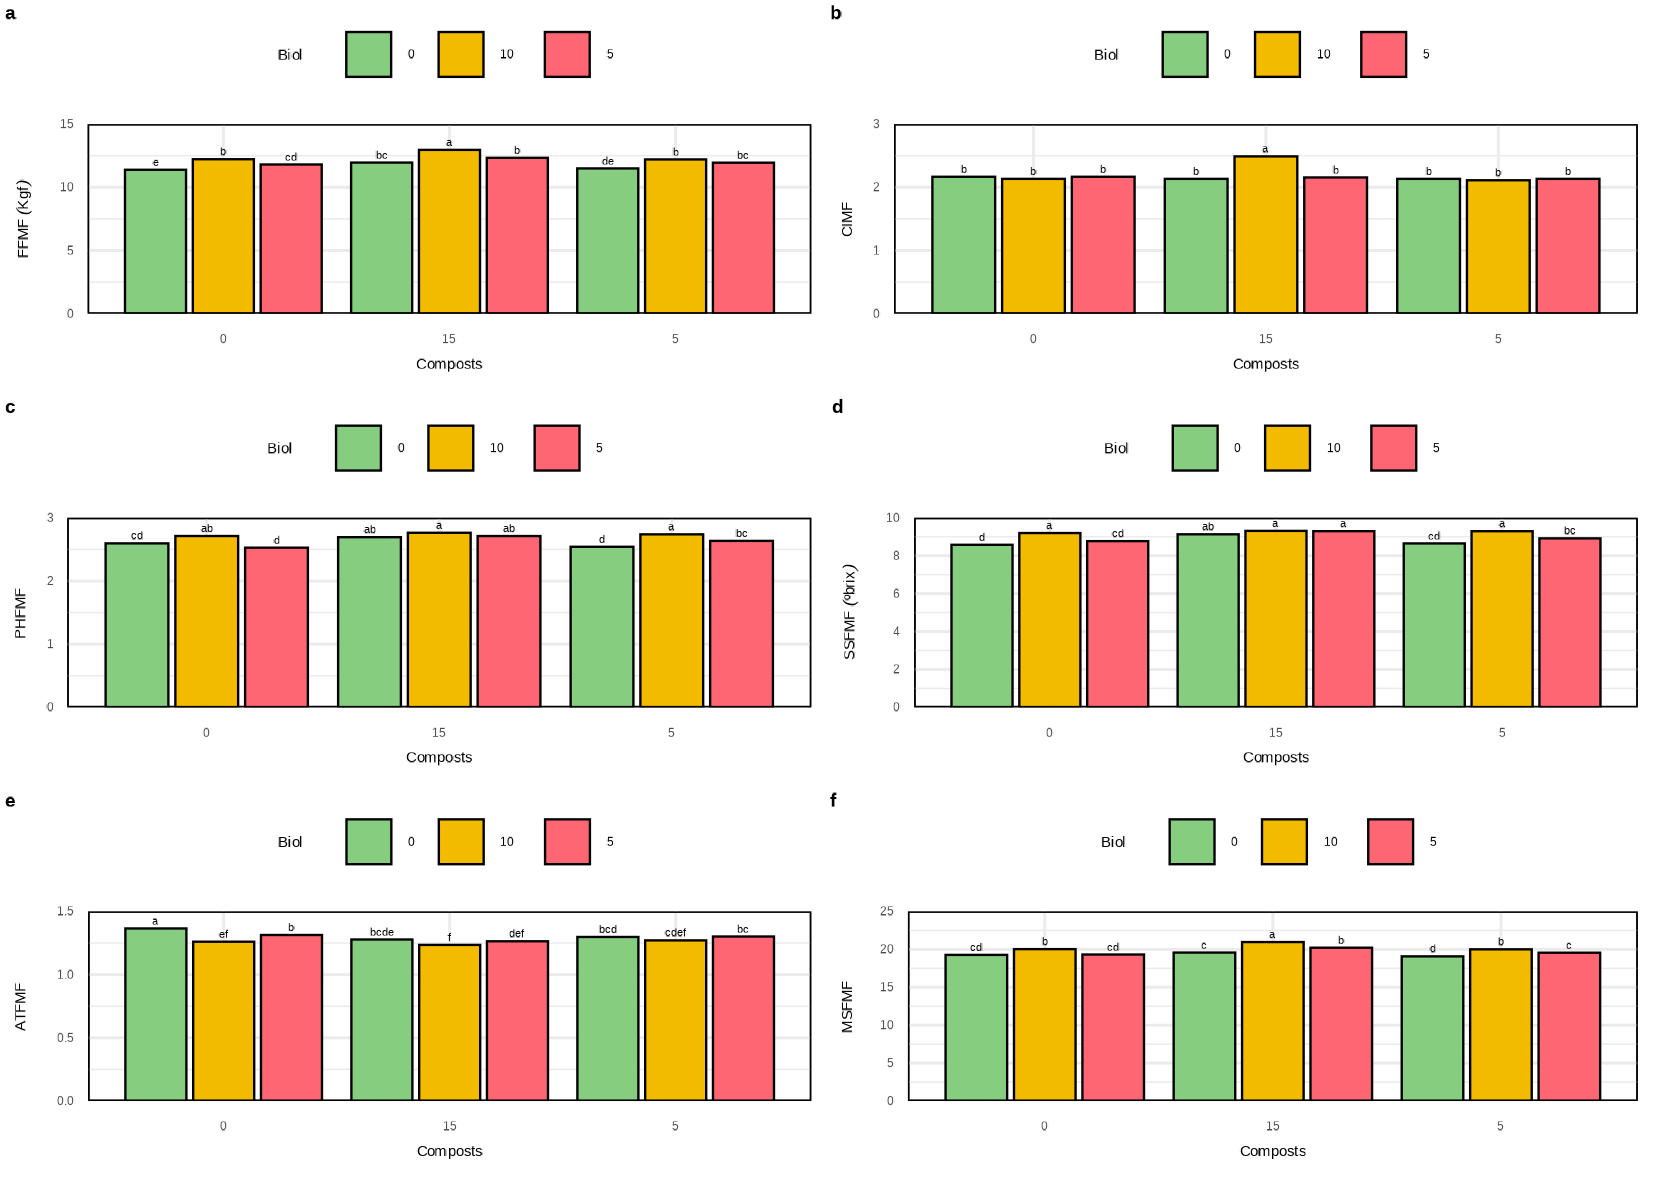 a
Biol 0 10 5
15
10
5
0
FFMF (Kgf)
e b cd bc a b de b bc
0 15 5
Composts
b
Biol 0 10 5
3
2
1
0
CIMF
b b b b a b b b b
0 15 5
Composts
c
Biol 0 10 5
3
2
1
0
PHFMF
cd ab d ab a ab d a bc
0 15 5
Composts
d
Biol 0 10 5
10
8
6
4
2
0
SSFMF (ºbrix)
d a cd ab a a cd a bc
0 15 5
Composts
e
Biol 0 10 5
1.5
1.0
0.5
0.0
ATFMF
a ef b bcde f def bcd cdef bc
0 15 5
Composts
f
Biol 0 10 5
25
20
15
10
5
0
MSFMF
cd b cd c a b d b c
0 15 5
Composts